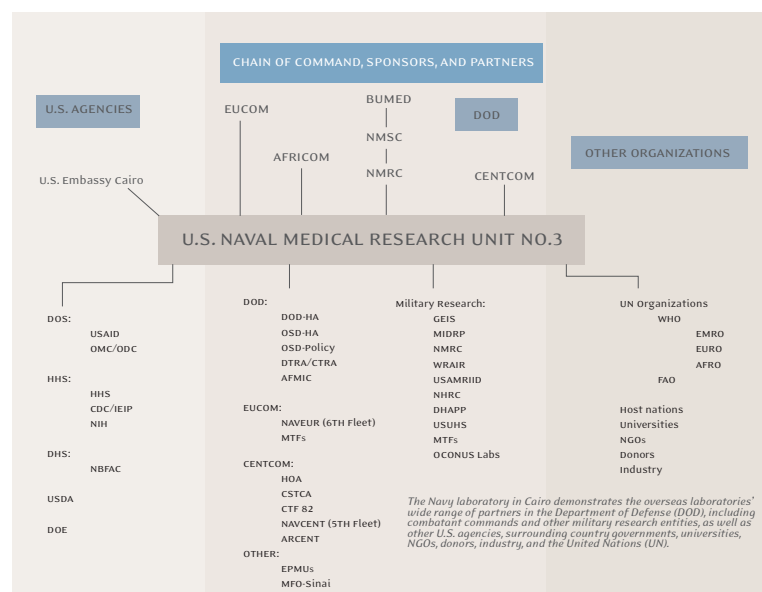 CHAIN OF COMMAND, SPONSORS, AND PARTNERS
U.S. AGENCIES
DOD
OTHER ORGANIZATIONS
U.S. Embassy Cairo
EUCOM
AFRICOM
BUMED
NMSC
NMRC
CENTCOM
U.S. NAVAL MEDICAL RESEARCH UNIT NO.3
DOS:
USAID
OMC/ODC
HHS:
HHS
CDC/IEIP
NIH
DHS:
NBFAC
USDA
DOE
DOD:
DOD-HA
OSD-HA
OSD-Policy
DTRA/CTRA
AFMIC
EUCOM:
NAVEUR (6TH Fleet)
MTFs
CENTCOM:
HOA
CSTCA
CTF 82
NAVCENT (5TH Fleet)
ARCENT
OTHER:
EPMUs
MFO-Sinai
Military Research:
GEIS
MIDRP
NMRC
WRAIR
USAMRIID
NHRC
DHAPP
USUHS
MTFs
OCONUS Labs
UN Organizations
WHO
EMRO
EURO
AFRO
FAO
Host nations
Universities
NGOs
Donors
Industry
The Navy laboratory in Cairo demonstrates the overseas laboratories'
wide range of partners in the Department of Defense (DOD), including
combatant commands and other military research entities, as well as
other U.S. agencies, surrounding country governments, universities,
NGOs, donors, industry, and the United Nations (UN).